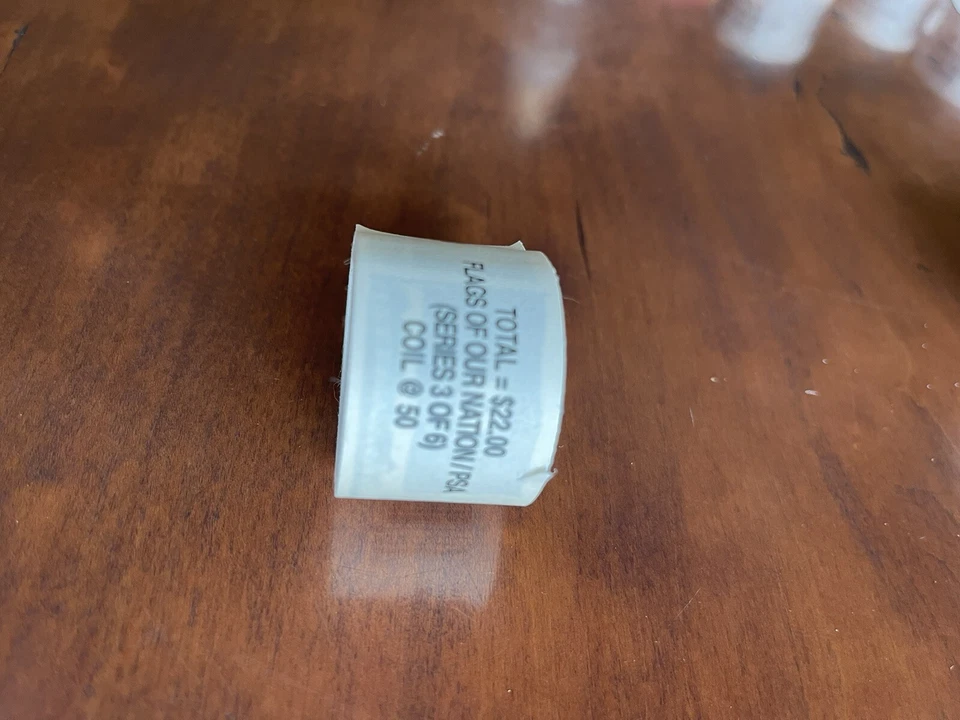 TOTAL = $22.00
FLAGS OF OUR NATION/PSA
(SERIES 3 OF 6)
COIL @ 50